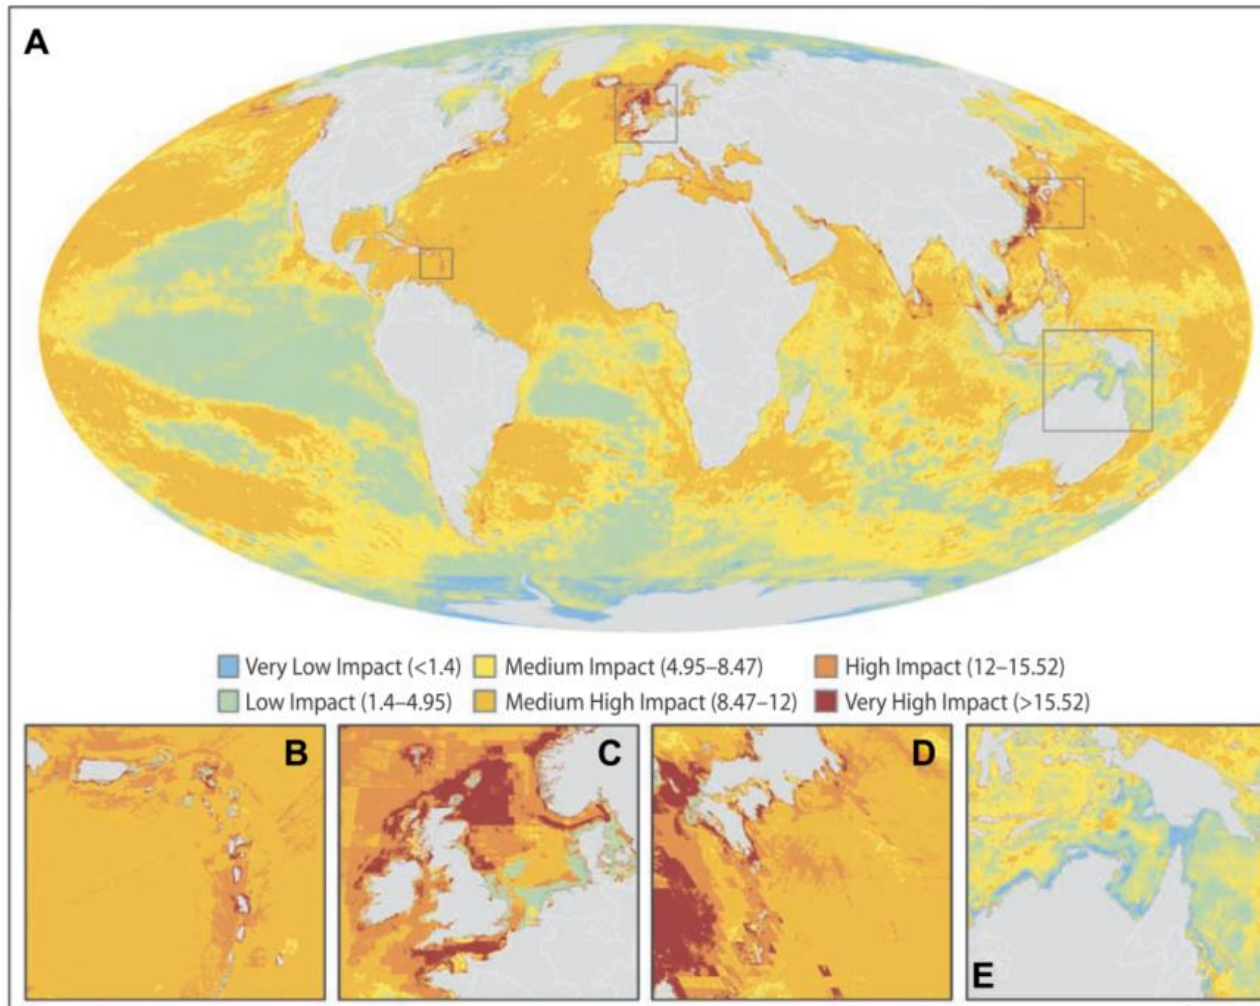 A
Very Low Impact (<1.4) Medium Impact (4.95–8.47) High Impact (12–15.52)
Low Impact (1.4–4.95) Medium High Impact (8.47–12) Very High Impact (>15.52)
B C D
E